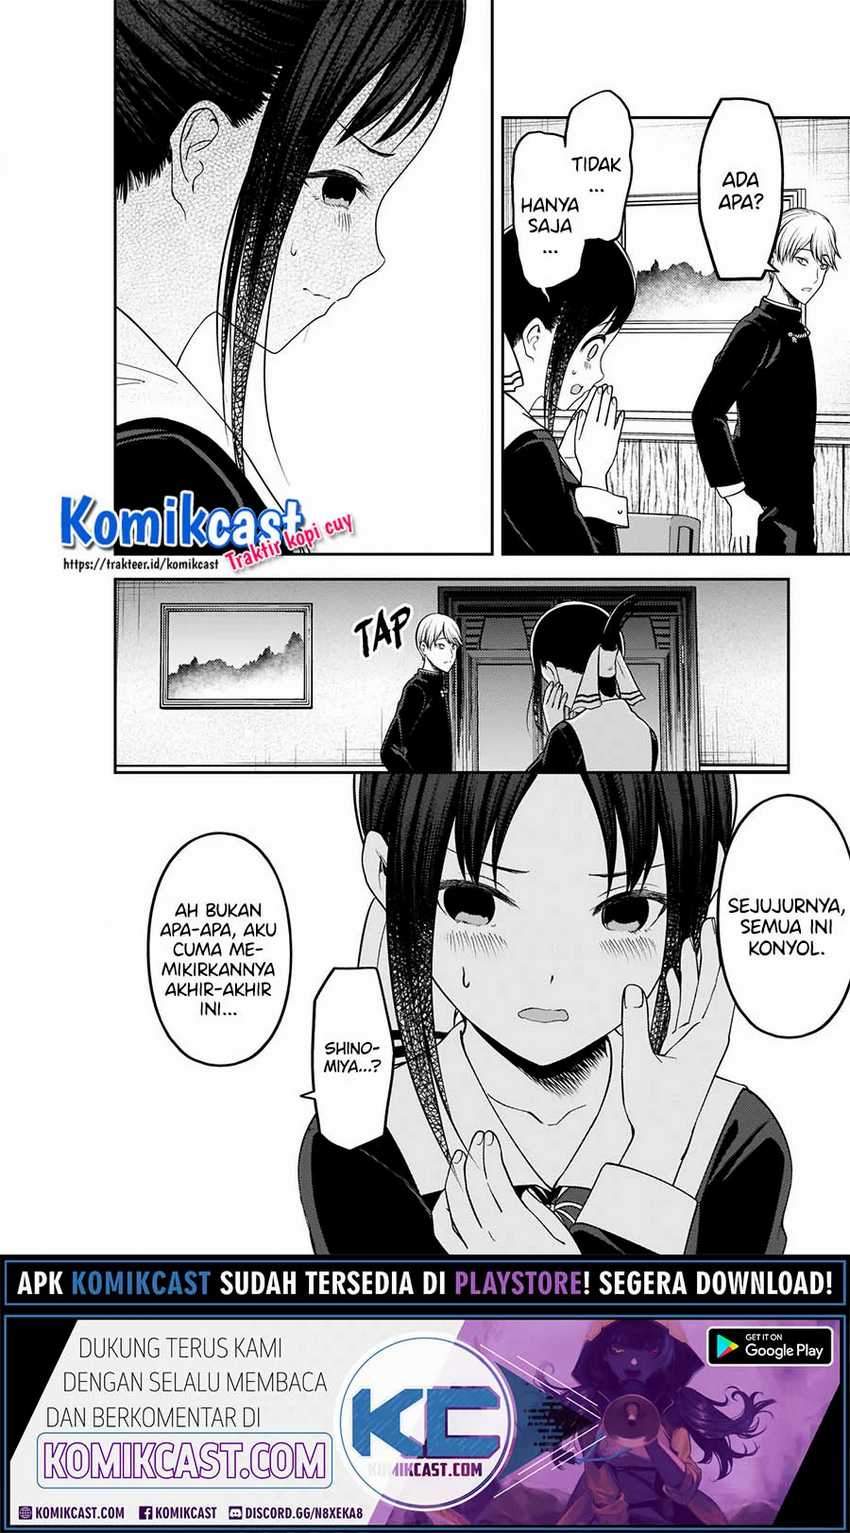 ADA
APA?
TIDAK
...
HANYA
SAJA
...
Komikcast
Traktir kopi cuy
https://trakteer.id/komikcast
TAP
SEJUJURNYA,
SEMUA INI
KONYOL.
AH BUKAN
APA-APA, AKU
CUMA ME-
MIKIRKANNYA
AKHIR-AKHIR
INI...
SHINO-
MIYA...?
APK KOMIKCAST SUDAH TERSEDIA DI PLAYSTORE! SEGERA DOWNLOAD!
DUKUNG TERUS KAMI
DENGAN SELALU MEMBACA
DAN BERKOMENTAR DI
KOMIKCAST.COM
KC
KOMIKCAST.COM
GET IT ON
Google Play
KOMIKCAST.COM KOMIKCAST DISCORD.GG/N8XEKA8